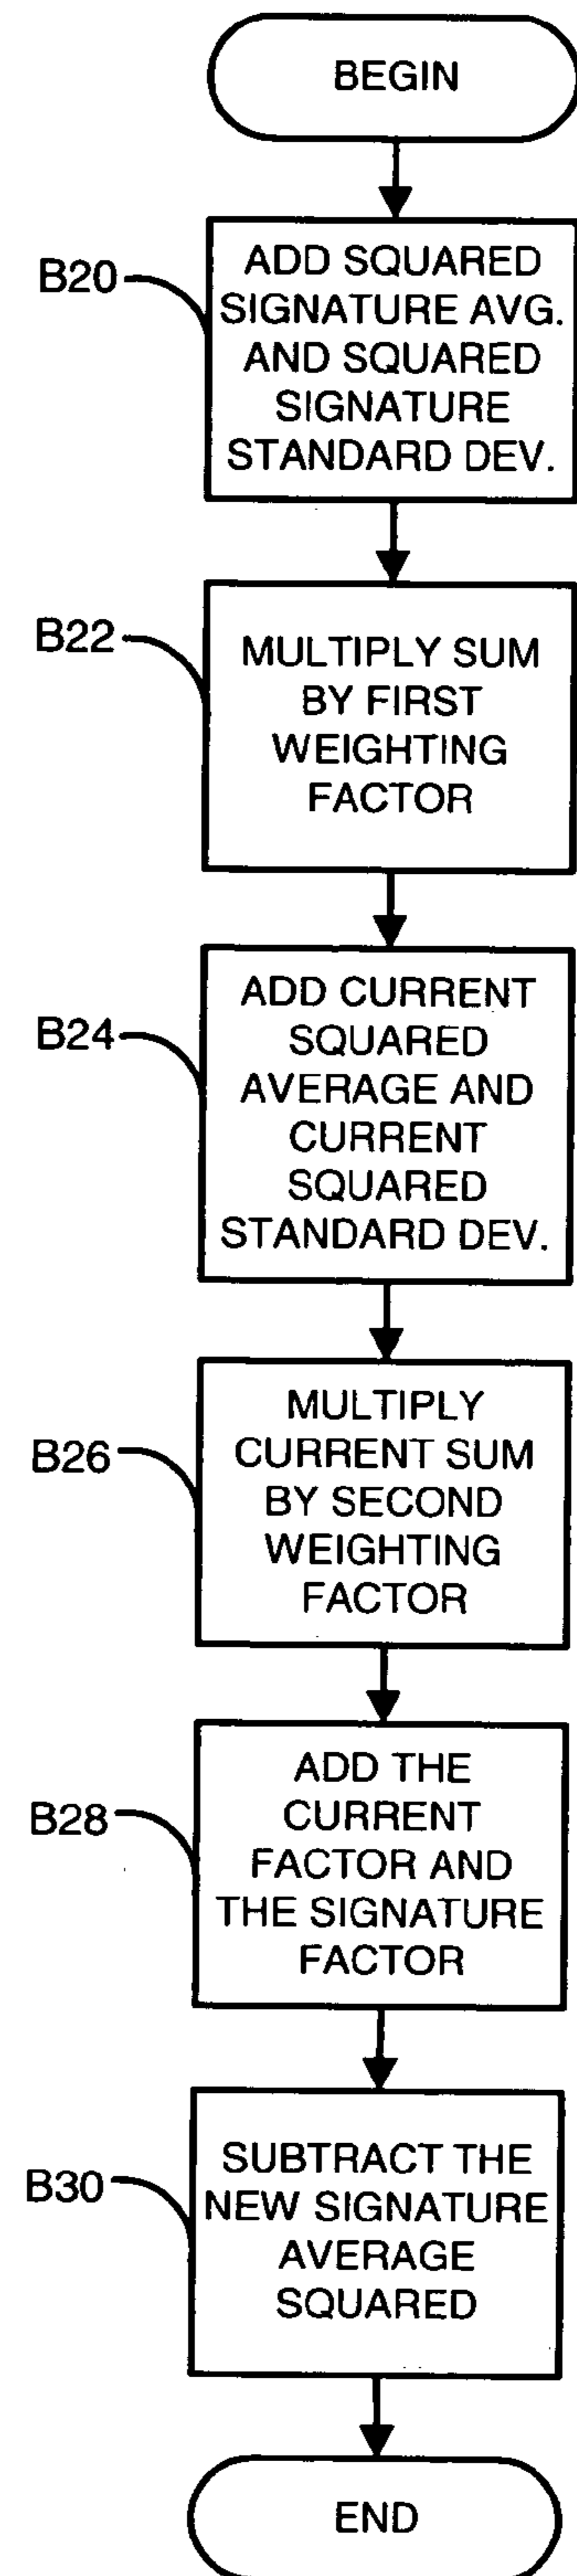 BEGIN
B20
ADD SQUARED
SIGNATURE AVG.
AND SQUARED
SIGNATURE
STANDARD DEV.
B22
MULTIPLY SUM
BY FIRST
WEIGHTING
FACTOR
B24
ADD CURRENT
SQUARED
AVERAGE AND
CURRENT
SQUARED
STANDARD DEV.
B26
MULTIPLY
CURRENT SUM
BY SECOND
WEIGHTING
FACTOR
B28
ADD THE
CURRENT
FACTOR AND
THE SIGNATURE
FACTOR
B30
SUBTRACT THE
NEW SIGNATURE
AVERAGE
SQUARED
END